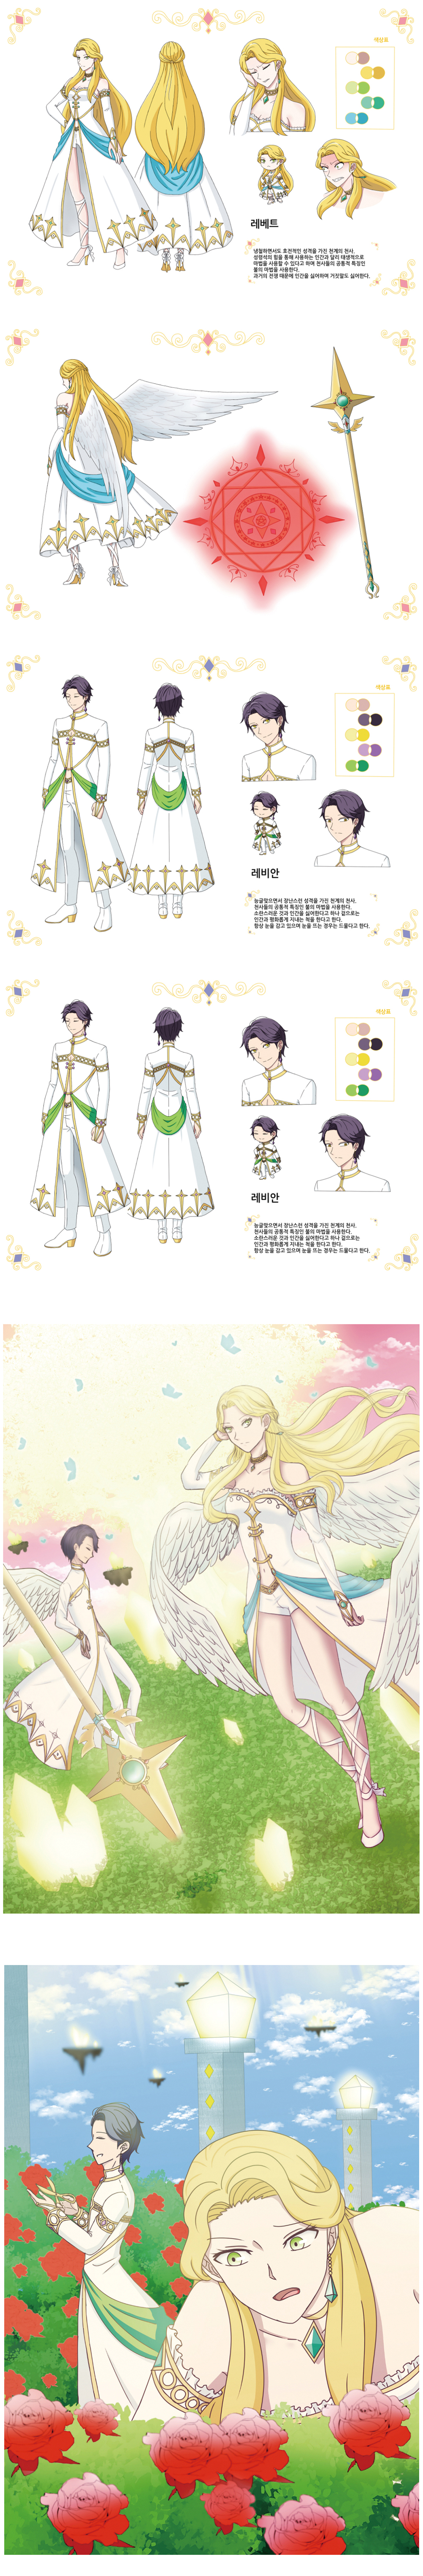 색상표
레베트
냉철하면서도 호전적인 성격을 가진 천계의 천사.
성령석의 힘을 통해 사용하는 인간과 달리 태생적으로
마법을 사용할 수 있다고 하며 천사들의 공통적 특징인
불의 마법을 사용한다.
과거의 전쟁 때문에 인간을 싫어하며 거짓말도 싫어한다.
색상표
레비안
능글맞으면서 장난스런 성격을 가진 천계의 천사.
천사들의 공통적 특징인 불의 마법을 사용한다.
소란스러운 것과 인간을 싫어한다고 하나 겉으로는
인간과 평화롭게 지내는 척을 한다고 한다.
항상 눈을 감고 있으며 눈을 뜨는 경우는 드물다고 한다.
색상표
레비안
능글맞으면서 장난스런 성격을 가진 천계의 천사.
천사들의 공통적 특징인 불의 마법을 사용한다.
소란스러운 것과 인간을 싫어한다고 하나 겉으로는
인간과 평화롭게 지내는 척을 한다고 한다.
항상 눈을 감고 있으며 눈을 뜨는 경우는 드물다고 한다.